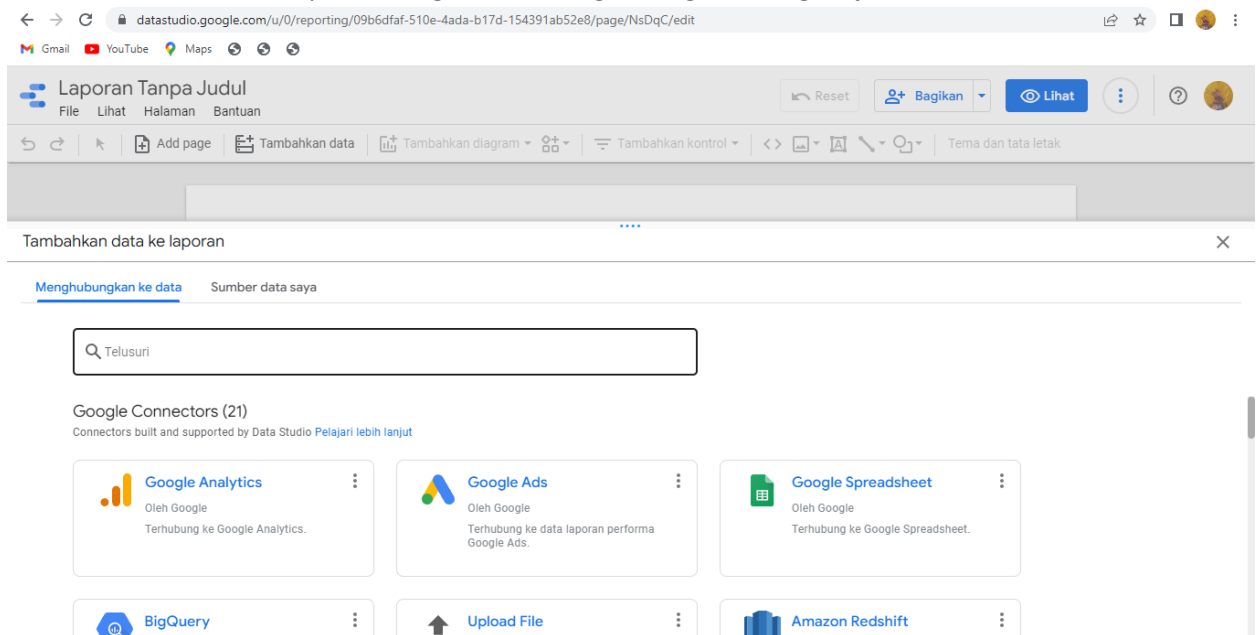 datastudio.google.com/u/0/reporting/09b6dfaf-510e-4ada-b17d-154391ab52e8/page/NsDqC/edit
Gmail YouTube Maps
Laporan Tanpa Judul
File Lihat Halaman Bantuan
Reset Bagikan Lihat
Add page Tambahkan data Tambahkan diagram Tambahkan kontrol Tema dan tata letak
Tambahkan data ke laporan
Menghubungkan ke data Sumber data saya
Telusuri
Google Connectors (21)
Connectors built and supported by Data Studio Pelajari lebih lanjut
Google Analytics
Oleh Google
Terhubung ke Google Analytics.
Google Ads
Oleh Google
Terhubung ke data laporan performa
Google Ads.
Google Spreadsheet
Oleh Google
Terhubung ke Google Spreadsheet.
BigQuery
Upload File
Amazon Redshift